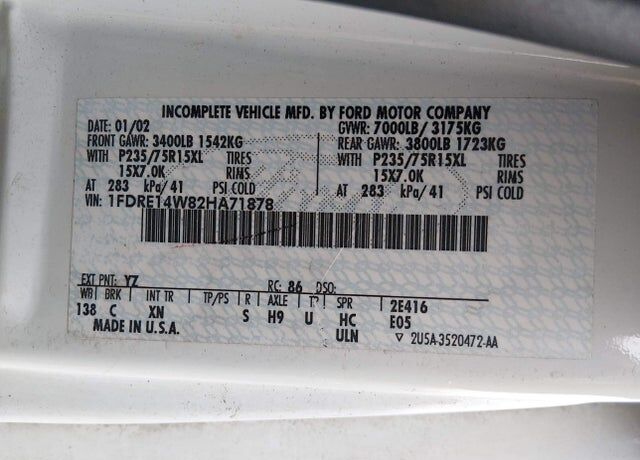 INCOMPLETE VEHICLE MFD. BY FORD MOTOR COMPANY
DATE: 01/02 GVWR: 7000LB/ 3175KG
FRONT GAWR: 3400LB 1542KG REAR GAWR: 3800LB 1723KG
WITH P235/75R15XL TIRES WITH P235/75R15XL TIRES
15X7.0K RIMS 15X7.0K RIMS
AT 283 kPa/ 41 PSI COLD AT 283 kPa/ 41 PSI COLD
VIN: 1FDRE14W82HA71878
EXT PNT: YZ RC: 86 DSO:
WB BRK INT TR TP/PS R AXLE TR SPR 2E416
138 C XN S H9 U HC E05
MADE IN U.S.A. ULN ▽ 2U5A-3520472-AA